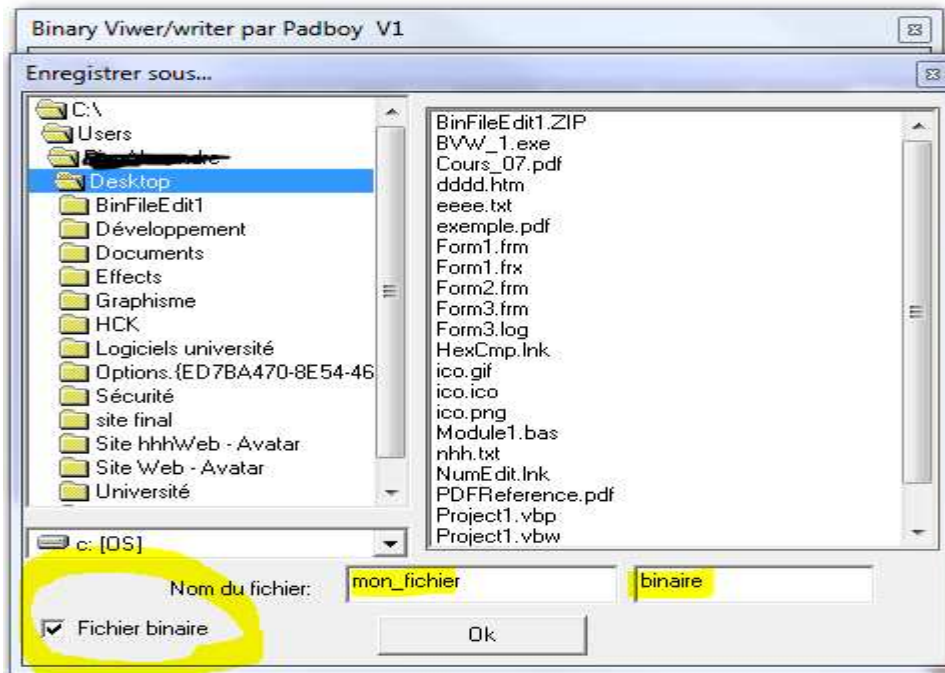 Binary Viwer/writer par Padboy V1
Enregistrer sous...
C:\
Users
Desktop
BinFileEdit1
Développement
Documents
Effects
Graphisme
HCK
Logiciels université
Options.{ED7BA470-8E54-46
Sécurité
site final
Site hhhWeb - Avatar
Site Web - Avatar
Université
c: [OS]
BinFileEdit1.ZIP
BVW_1.exe
Cours_07.pdf
dddd.htm
eeee.txt
exemple.pdf
Form1.frm
Form1.frx
Form2.frm
Form3.frm
Form3.log
HexCmp.lnk
ico.gif
ico.ico
ico.png
Module1.bas
nhh.txt
NumEdit.lnk
PDFReference.pdf
Project1.vbp
Project1.vbw
Nom du fichier: mon_fichier binaire
Fichier binaire Ok